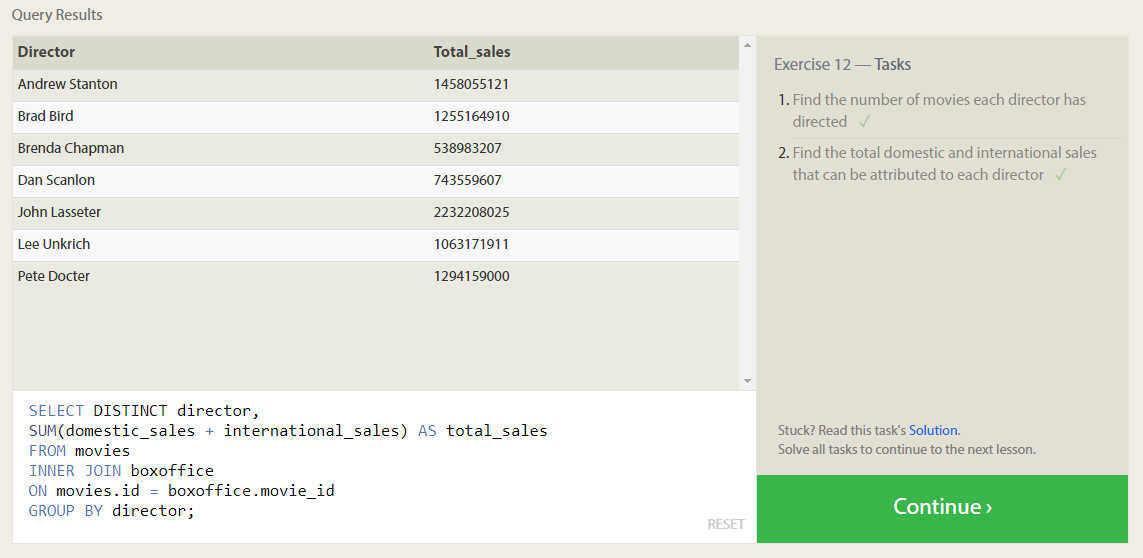 Query Results
Director Total_sales
Andrew Stanton 1458055121
Brad Bird 1255164910
Brenda Chapman 538983207
Dan Scanlon 743559607
John Lasseter 2232208025
Lee Unkrich 1063171911
Pete Docter 1294159000
SELECT DISTINCT director,
SUM(domestic_sales + international_sales) AS total_sales
FROM movies
INNER JOIN boxoffice
ON movies.id = boxoffice.movie_id
GROUP BY director;
RESET
Exercise 12 — Tasks
1. Find the number of movies each director has
directed ✓
2. Find the total domestic and international sales
that can be attributed to each director ✓
Stuck? Read this task's Solution.
Solve all tasks to continue to the next lesson.
Continue ›